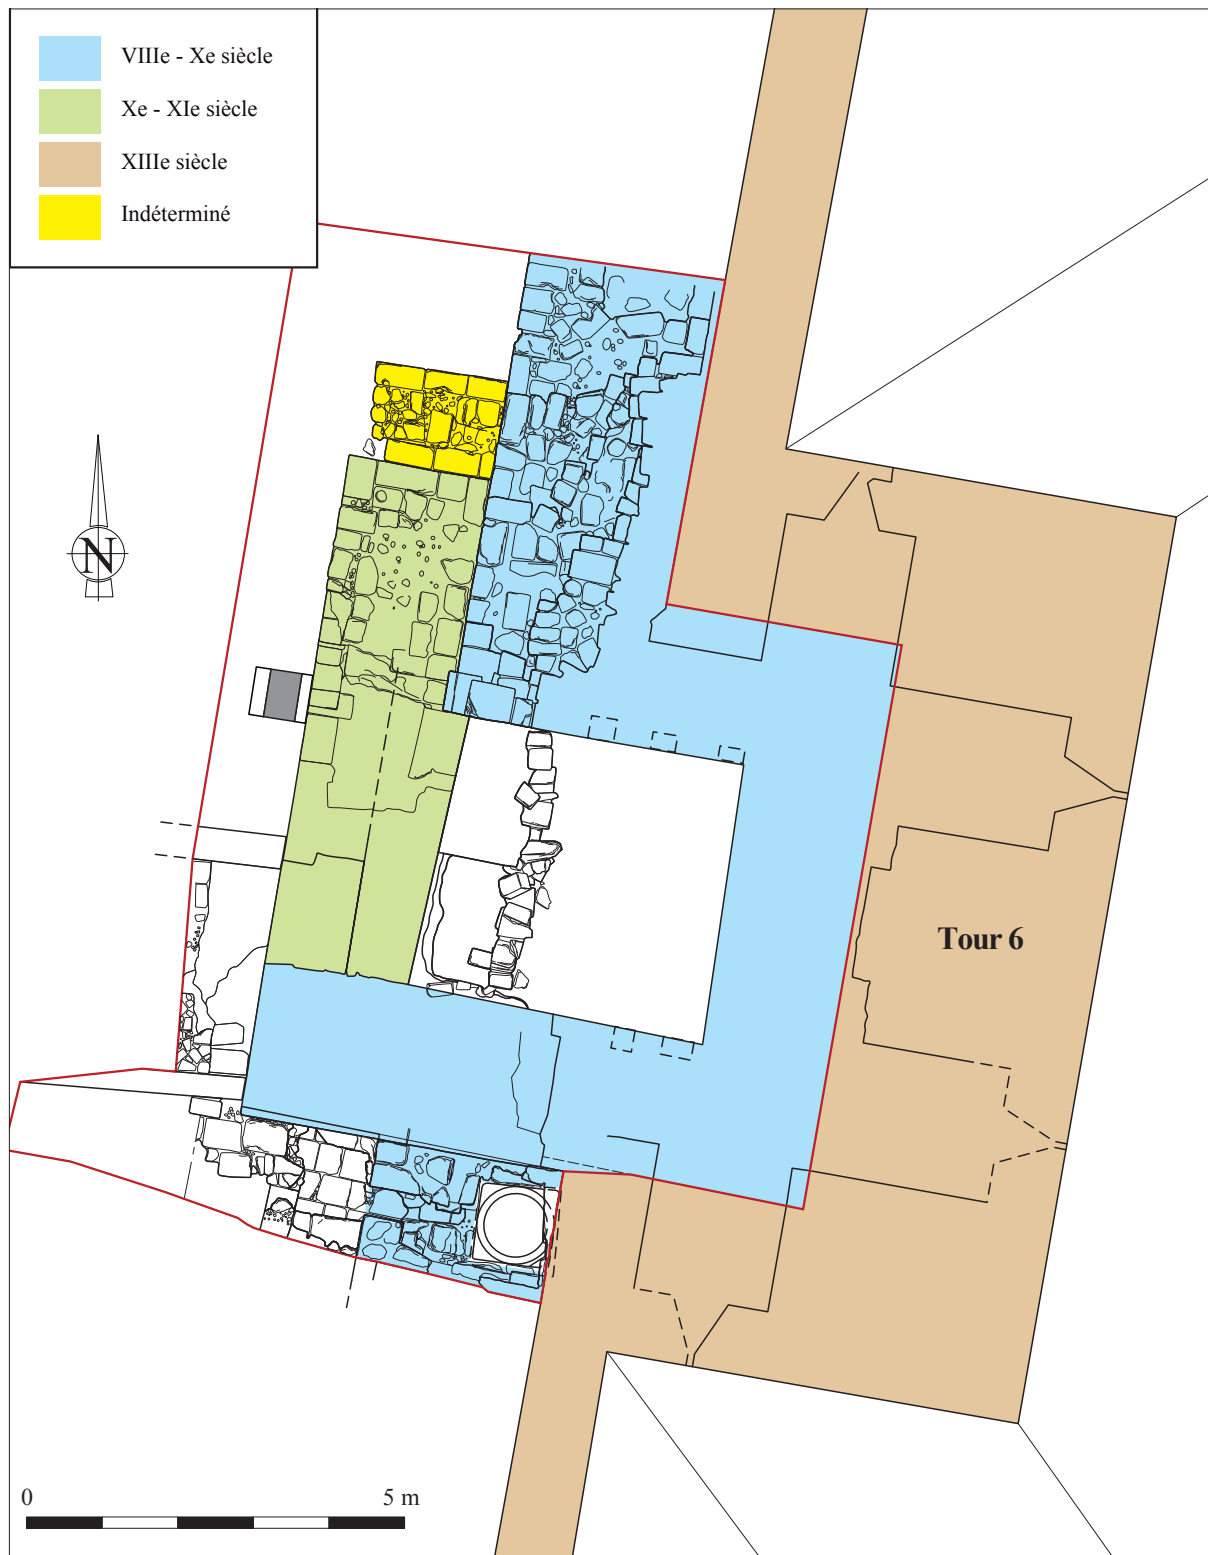 VIIIe - Xe siècle
Xe - XIe siècle
XIIIe siècle
Indéterminé
N
Tour 6
0 5 m